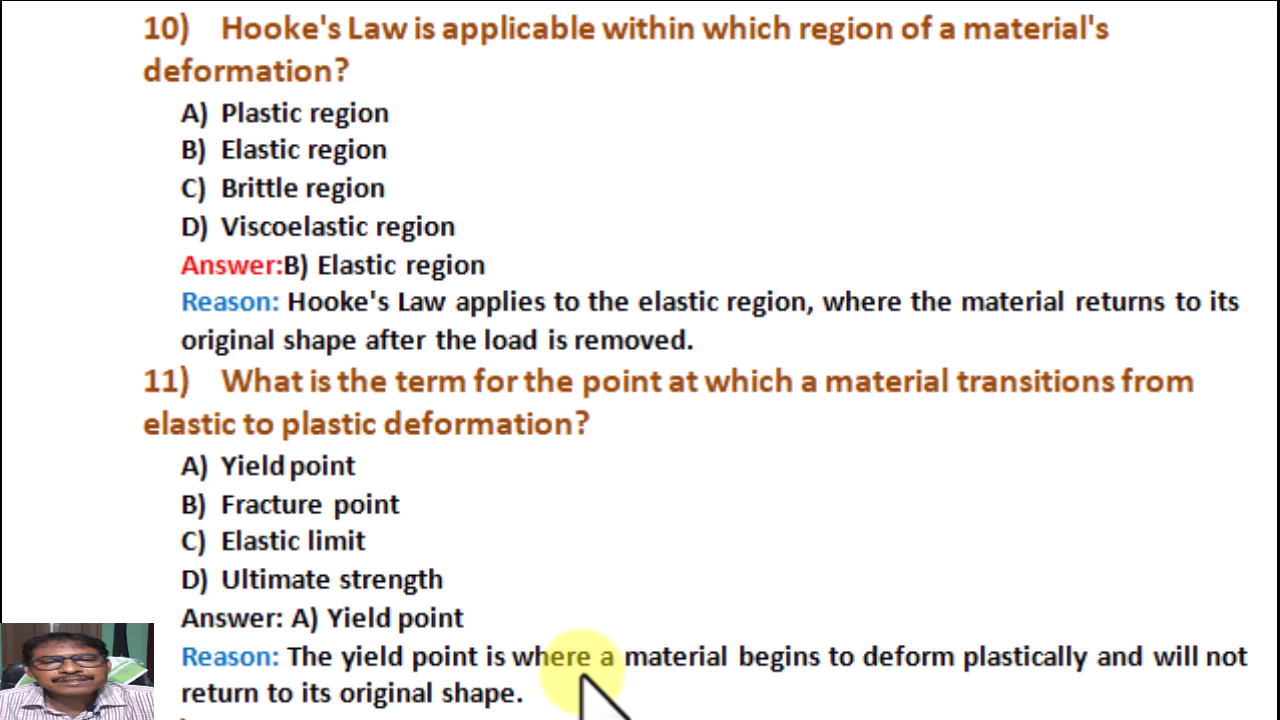 10) Hooke's Law is applicable within which region of a material's
deformation?
A) Plastic region
B) Elastic region
C) Brittle region
D) Viscoelastic region
Answer:B) Elastic region
Reason: Hooke's Law applies to the elastic region, where the material returns to its
original shape after the load is removed.
11) What is the term for the point at which a material transitions from
elastic to plastic deformation?
A) Yield point
B) Fracture point
C) Elastic limit
D) Ultimate strength
Answer: A) Yield point
Reason: The yield point is where a material begins to deform plastically and will not
return to its original shape.